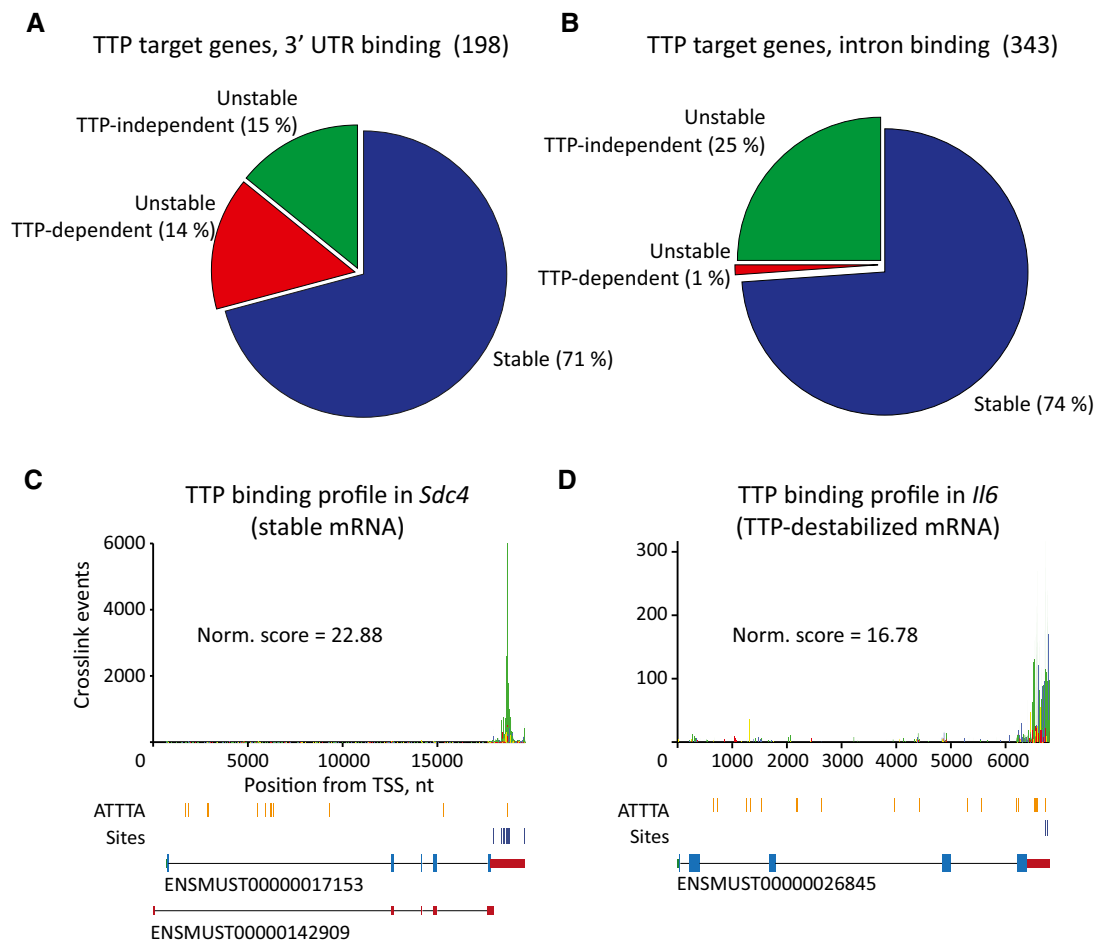 A
TTP target genes, 3’ UTR binding (198)
Unstable
TTP-independent (15 %)
Unstable
TTP-dependent (14 %)
Stable (71 %)
B
TTP target genes, intron binding (343)
Unstable
TTP-independent (25 %)
Unstable
TTP-dependent (1 %)
Stable (74 %)
C
TTP binding profile in Sdc4
(stable mRNA)
Crosslink events
6000
4000
2000
Norm. score = 22.88
0 5000 10000 15000
Position from TSS, nt
ATTTA
Sites
ENSMUST00000017153
ENSMUST00000142909
D
TTP binding profile in Il6
(TTP-destabilized mRNA)
300
200
100
Norm. score = 16.78
0 1000 2000 3000 4000 5000 6000
ATTTA
Sites
ENSMUST00000026845